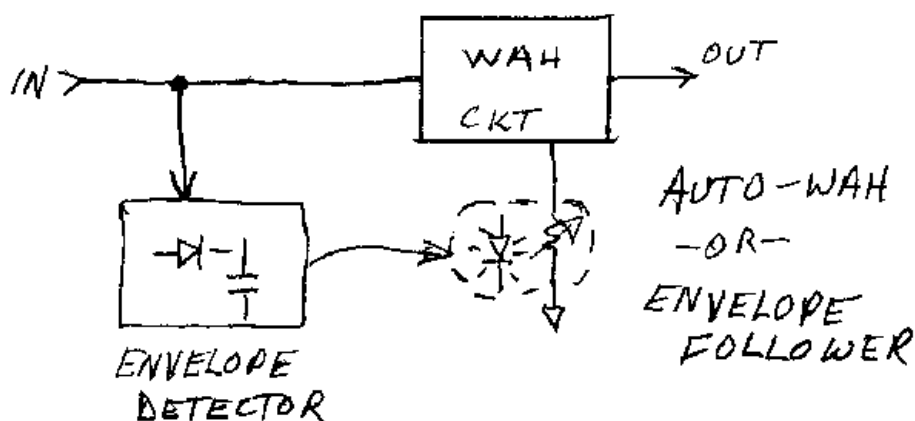 IN
WAH
CKT
OUT
AUTO-WAH
-OR-
ENVELOPE
FOLLOWER
ENVELOPE
DETECTOR